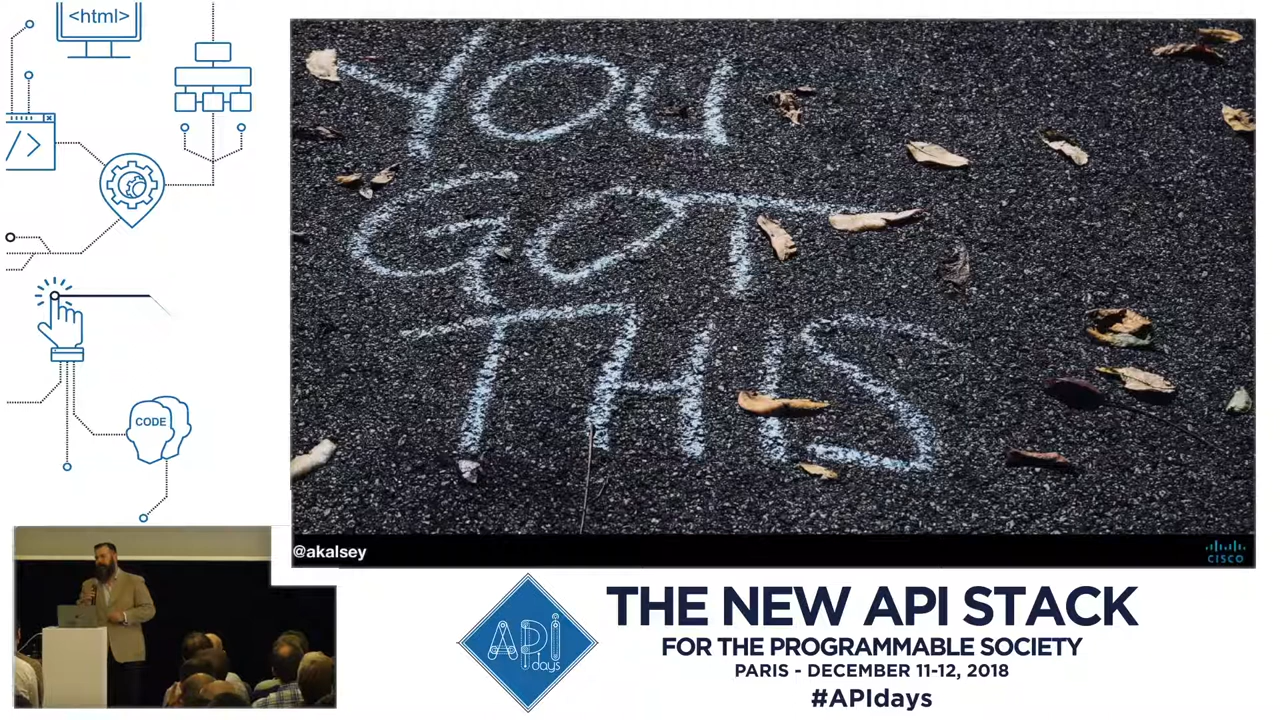 <html>
</>
CODE
YOU
GOT
THIS
@akalsey
CISCO
API
days
THE NEW API STACK
FOR THE PROGRAMMABLE SOCIETY
PARIS - DECEMBER 11-12, 2018
#APIdays